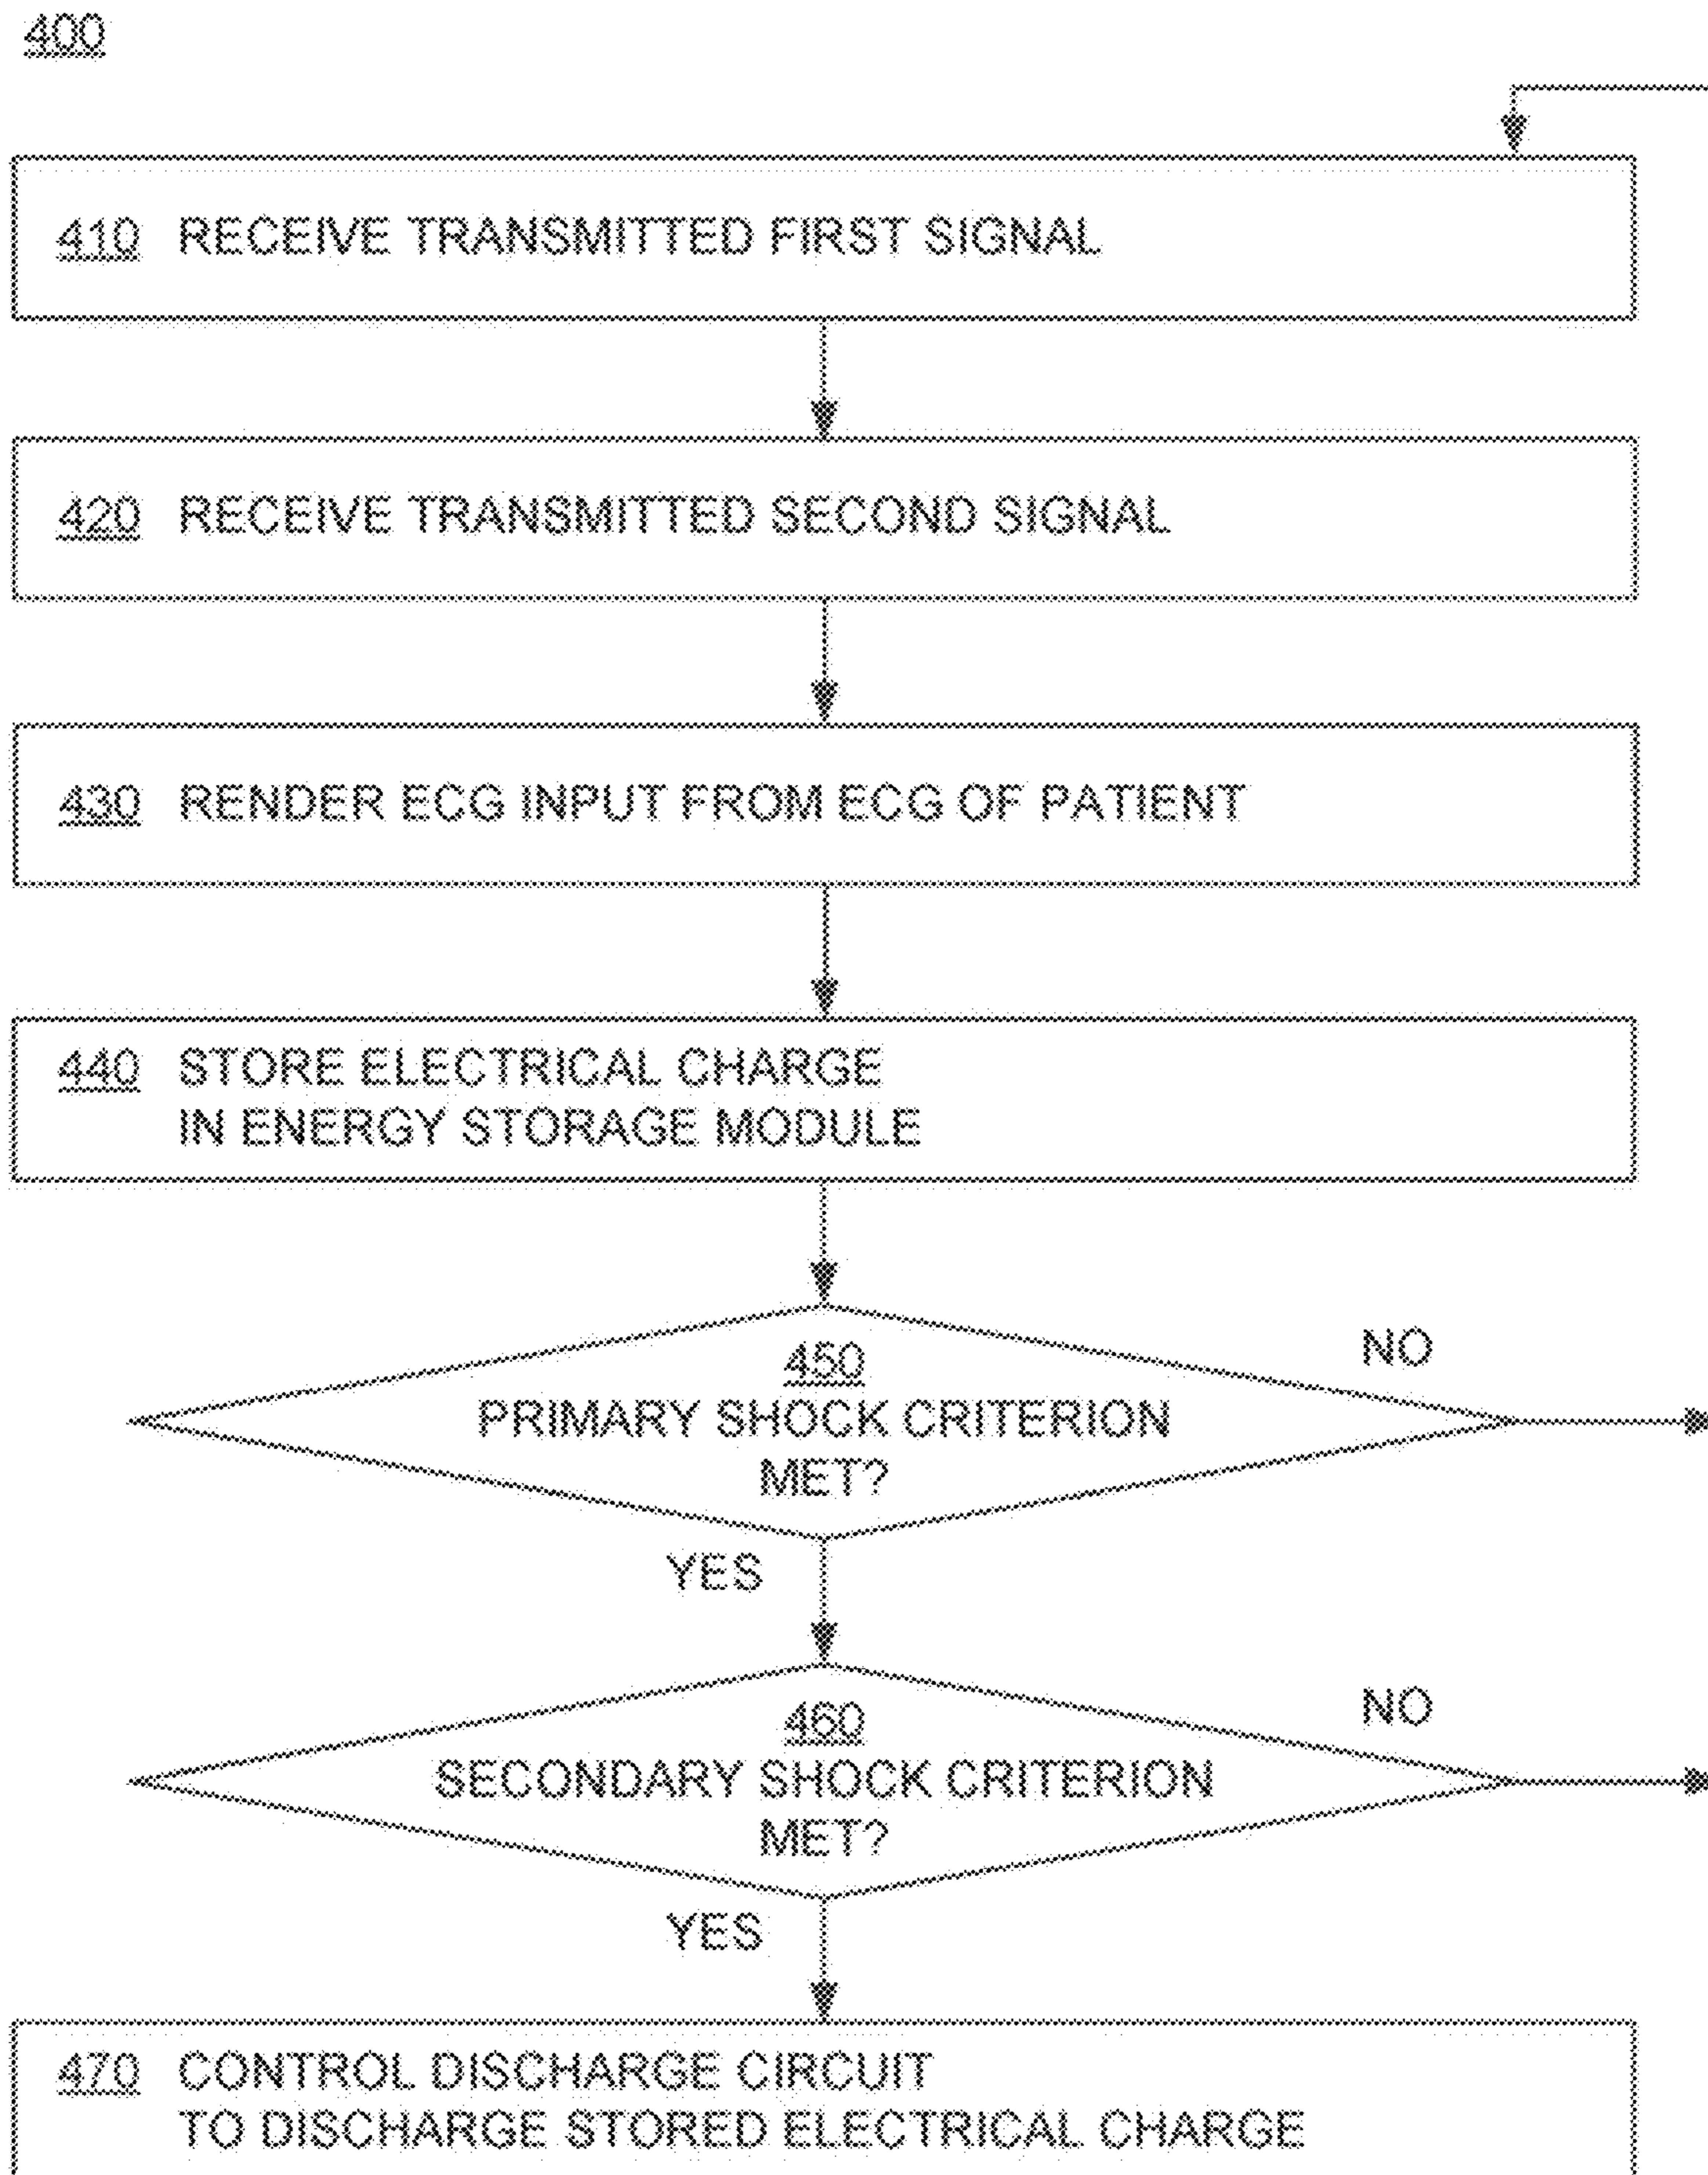 400
410 RECEIVE TRANSMITTED FIRST SIGNAL
420 RECEIVE TRANSMITTED SECOND SIGNAL
430 RENDER ECG INPUT FROM ECG OF PATIENT
440 STORE ELECTRICAL CHARGE
IN ENERGY STORAGE MODULE
450
NO
PRIMARY SHOCK CRITERION
MET?
YES
460
NO
SECONDARY SHOCK CRITERION
MET?
YES
470 CONTROL DISCHARGE CIRCUIT
TO DISCHARGE STORED ELECTRICAL CHARGE